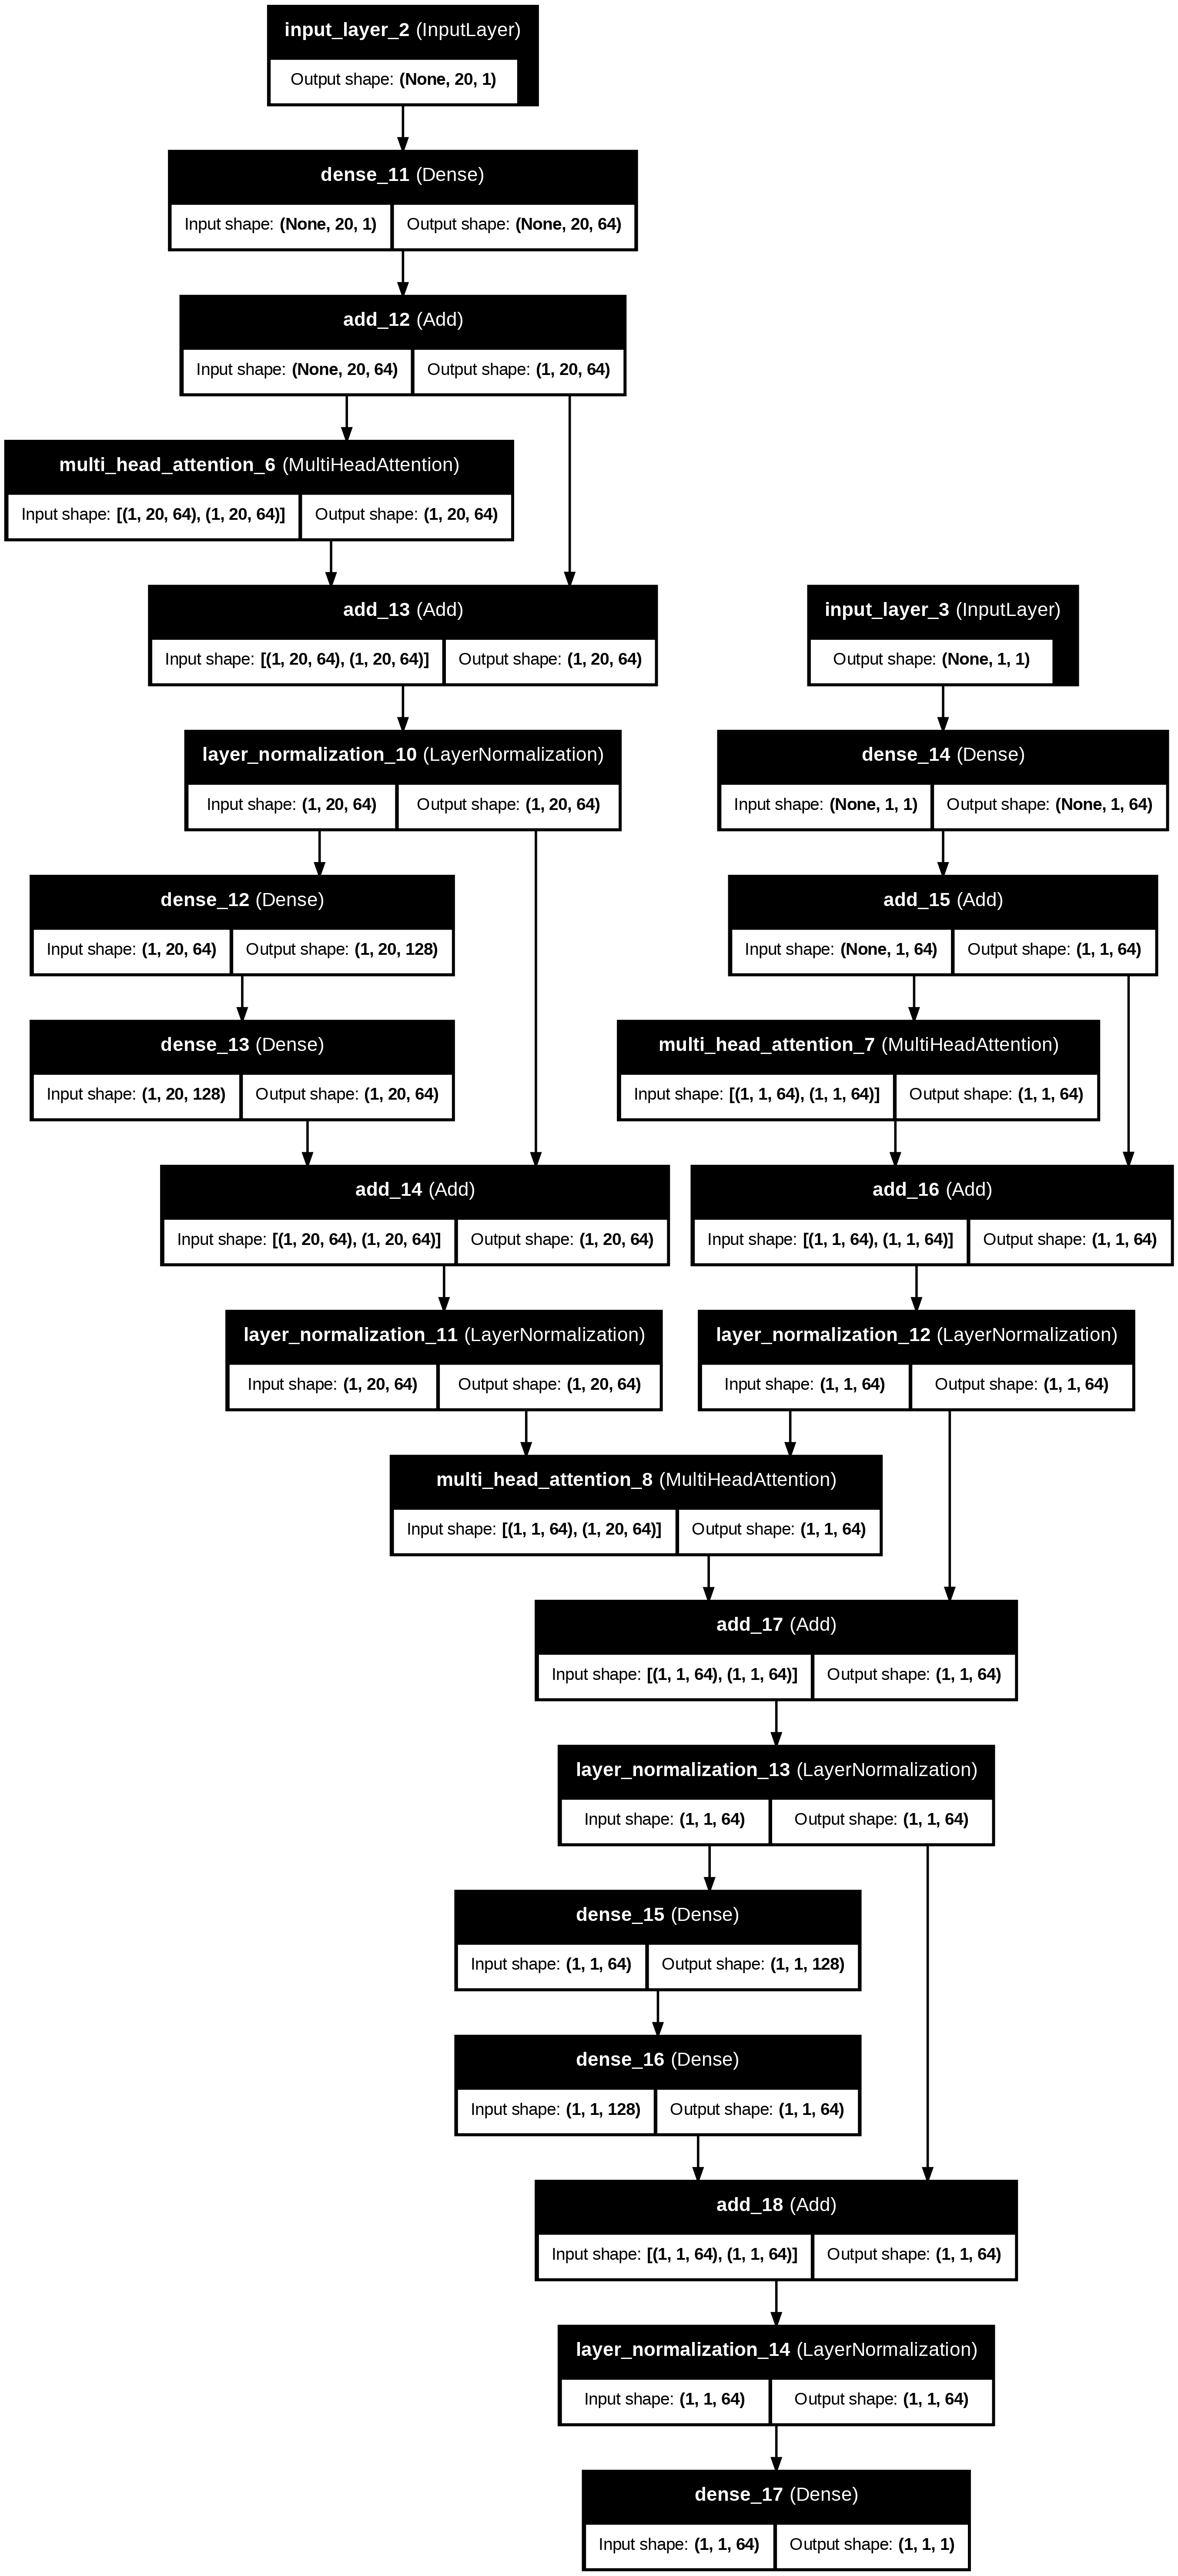 input_layer_2 (InputLayer)
Output shape: (None, 20, 1)
dense_11 (Dense)
Input shape: (None, 20, 1) Output shape: (None, 20, 64)
add_12 (Add)
Input shape: (None, 20, 64) Output shape: (1, 20, 64)
multi_head_attention_6 (MultiHeadAttention)
Input shape: [(1, 20, 64), (1, 20, 64)] Output shape: (1, 20, 64)
add_13 (Add)
Input shape: [(1, 20, 64), (1, 20, 64)] Output shape: (1, 20, 64)
input_layer_3 (InputLayer)
Output shape: (None, 1, 1)
layer_normalization_10 (LayerNormalization)
Input shape: (1, 20, 64) Output shape: (1, 20, 64)
dense_14 (Dense)
Input shape: (None, 1, 1) Output shape: (None, 1, 64)
dense_12 (Dense)
Input shape: (1, 20, 64) Output shape: (1, 20, 128)
add_15 (Add)
Input shape: (None, 1, 64) Output shape: (1, 1, 64)
dense_13 (Dense)
Input shape: (1, 20, 128) Output shape: (1, 20, 64)
multi_head_attention_7 (MultiHeadAttention)
Input shape: [(1, 1, 64), (1, 1, 64)] Output shape: (1, 1, 64)
add_14 (Add)
Input shape: [(1, 20, 64), (1, 20, 64)] Output shape: (1, 20, 64)
add_16 (Add)
Input shape: [(1, 1, 64), (1, 1, 64)] Output shape: (1, 1, 64)
layer_normalization_11 (LayerNormalization)
Input shape: (1, 20, 64) Output shape: (1, 20, 64)
layer_normalization_12 (LayerNormalization)
Input shape: (1, 1, 64) Output shape: (1, 1, 64)
multi_head_attention_8 (MultiHeadAttention)
Input shape: [(1, 1, 64), (1, 20, 64)] Output shape: (1, 1, 64)
add_17 (Add)
Input shape: [(1, 1, 64), (1, 1, 64)] Output shape: (1, 1, 64)
layer_normalization_13 (LayerNormalization)
Input shape: (1, 1, 64) Output shape: (1, 1, 64)
dense_15 (Dense)
Input shape: (1, 1, 64) Output shape: (1, 1, 128)
dense_16 (Dense)
Input shape: (1, 1, 128) Output shape: (1, 1, 64)
add_18 (Add)
Input shape: [(1, 1, 64), (1, 1, 64)] Output shape: (1, 1, 64)
layer_normalization_14 (LayerNormalization)
Input shape: (1, 1, 64) Output shape: (1, 1, 64)
dense_17 (Dense)
Input shape: (1, 1, 64) Output shape: (1, 1, 1)